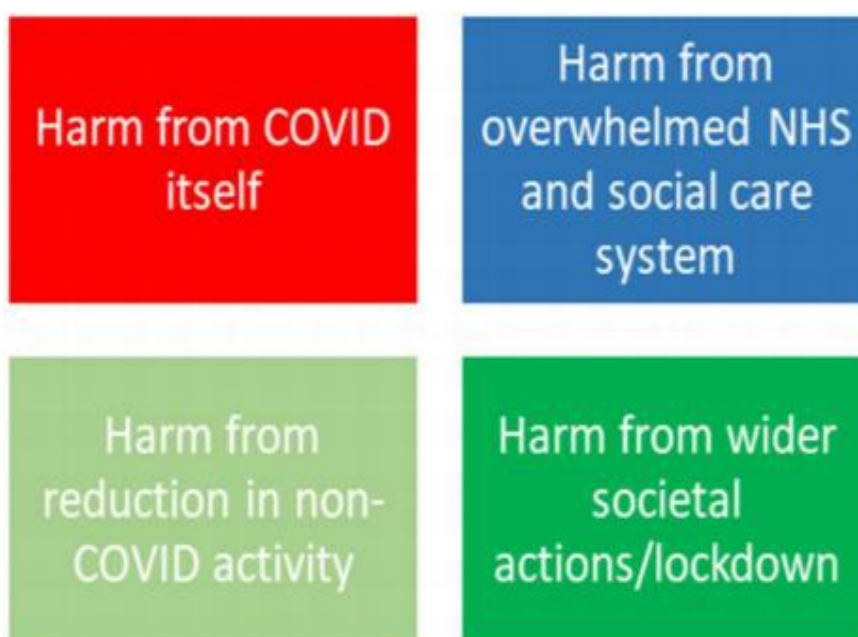 Harm from COVID
itself
Harm from
overwhelmed NHS
and social care
system
Harm from
reduction in non-
COVID activity
Harm from wider
societal
actions/lockdown